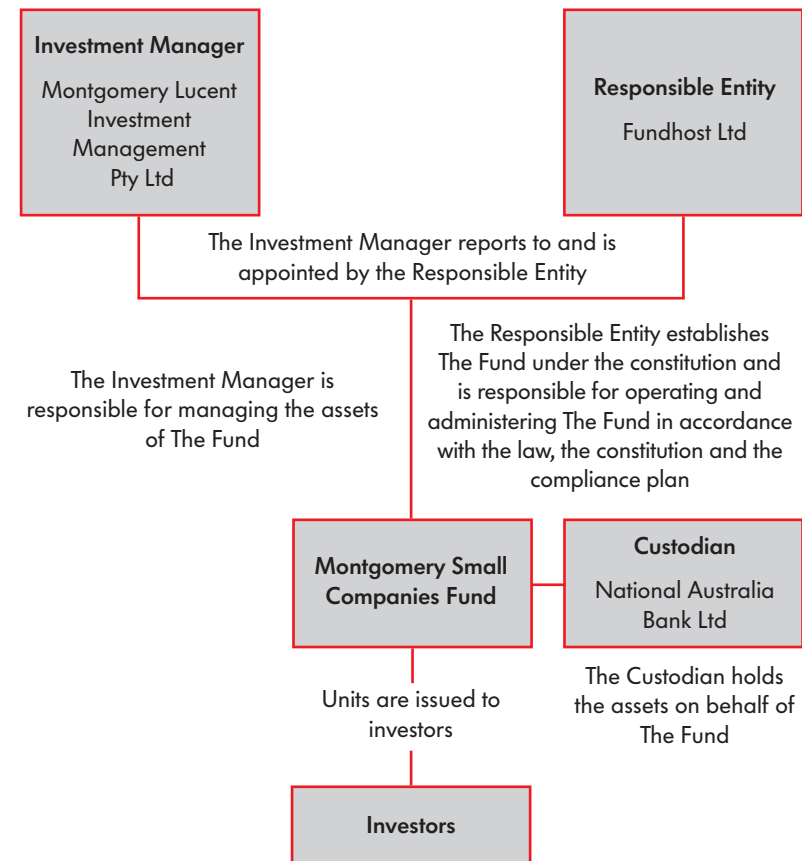 Investment Manager
Montgomery Lucent
Investment
Management
Pty Ltd
Responsible Entity
Fundhost Ltd
The Investment Manager reports to and is
appointed by the Responsible Entity
The Investment Manager is
responsible for managing the assets
of The Fund
The Responsible Entity establishes
The Fund under the constitution and
is responsible for operating and
administering The Fund in accordance
with the law, the constitution and the
compliance plan
Montgomery Small
Companies Fund
Custodian
National Australia
Bank Ltd
The Custodian holds
the assets on behalf of
The Fund
Units are issued to
investors
Investors